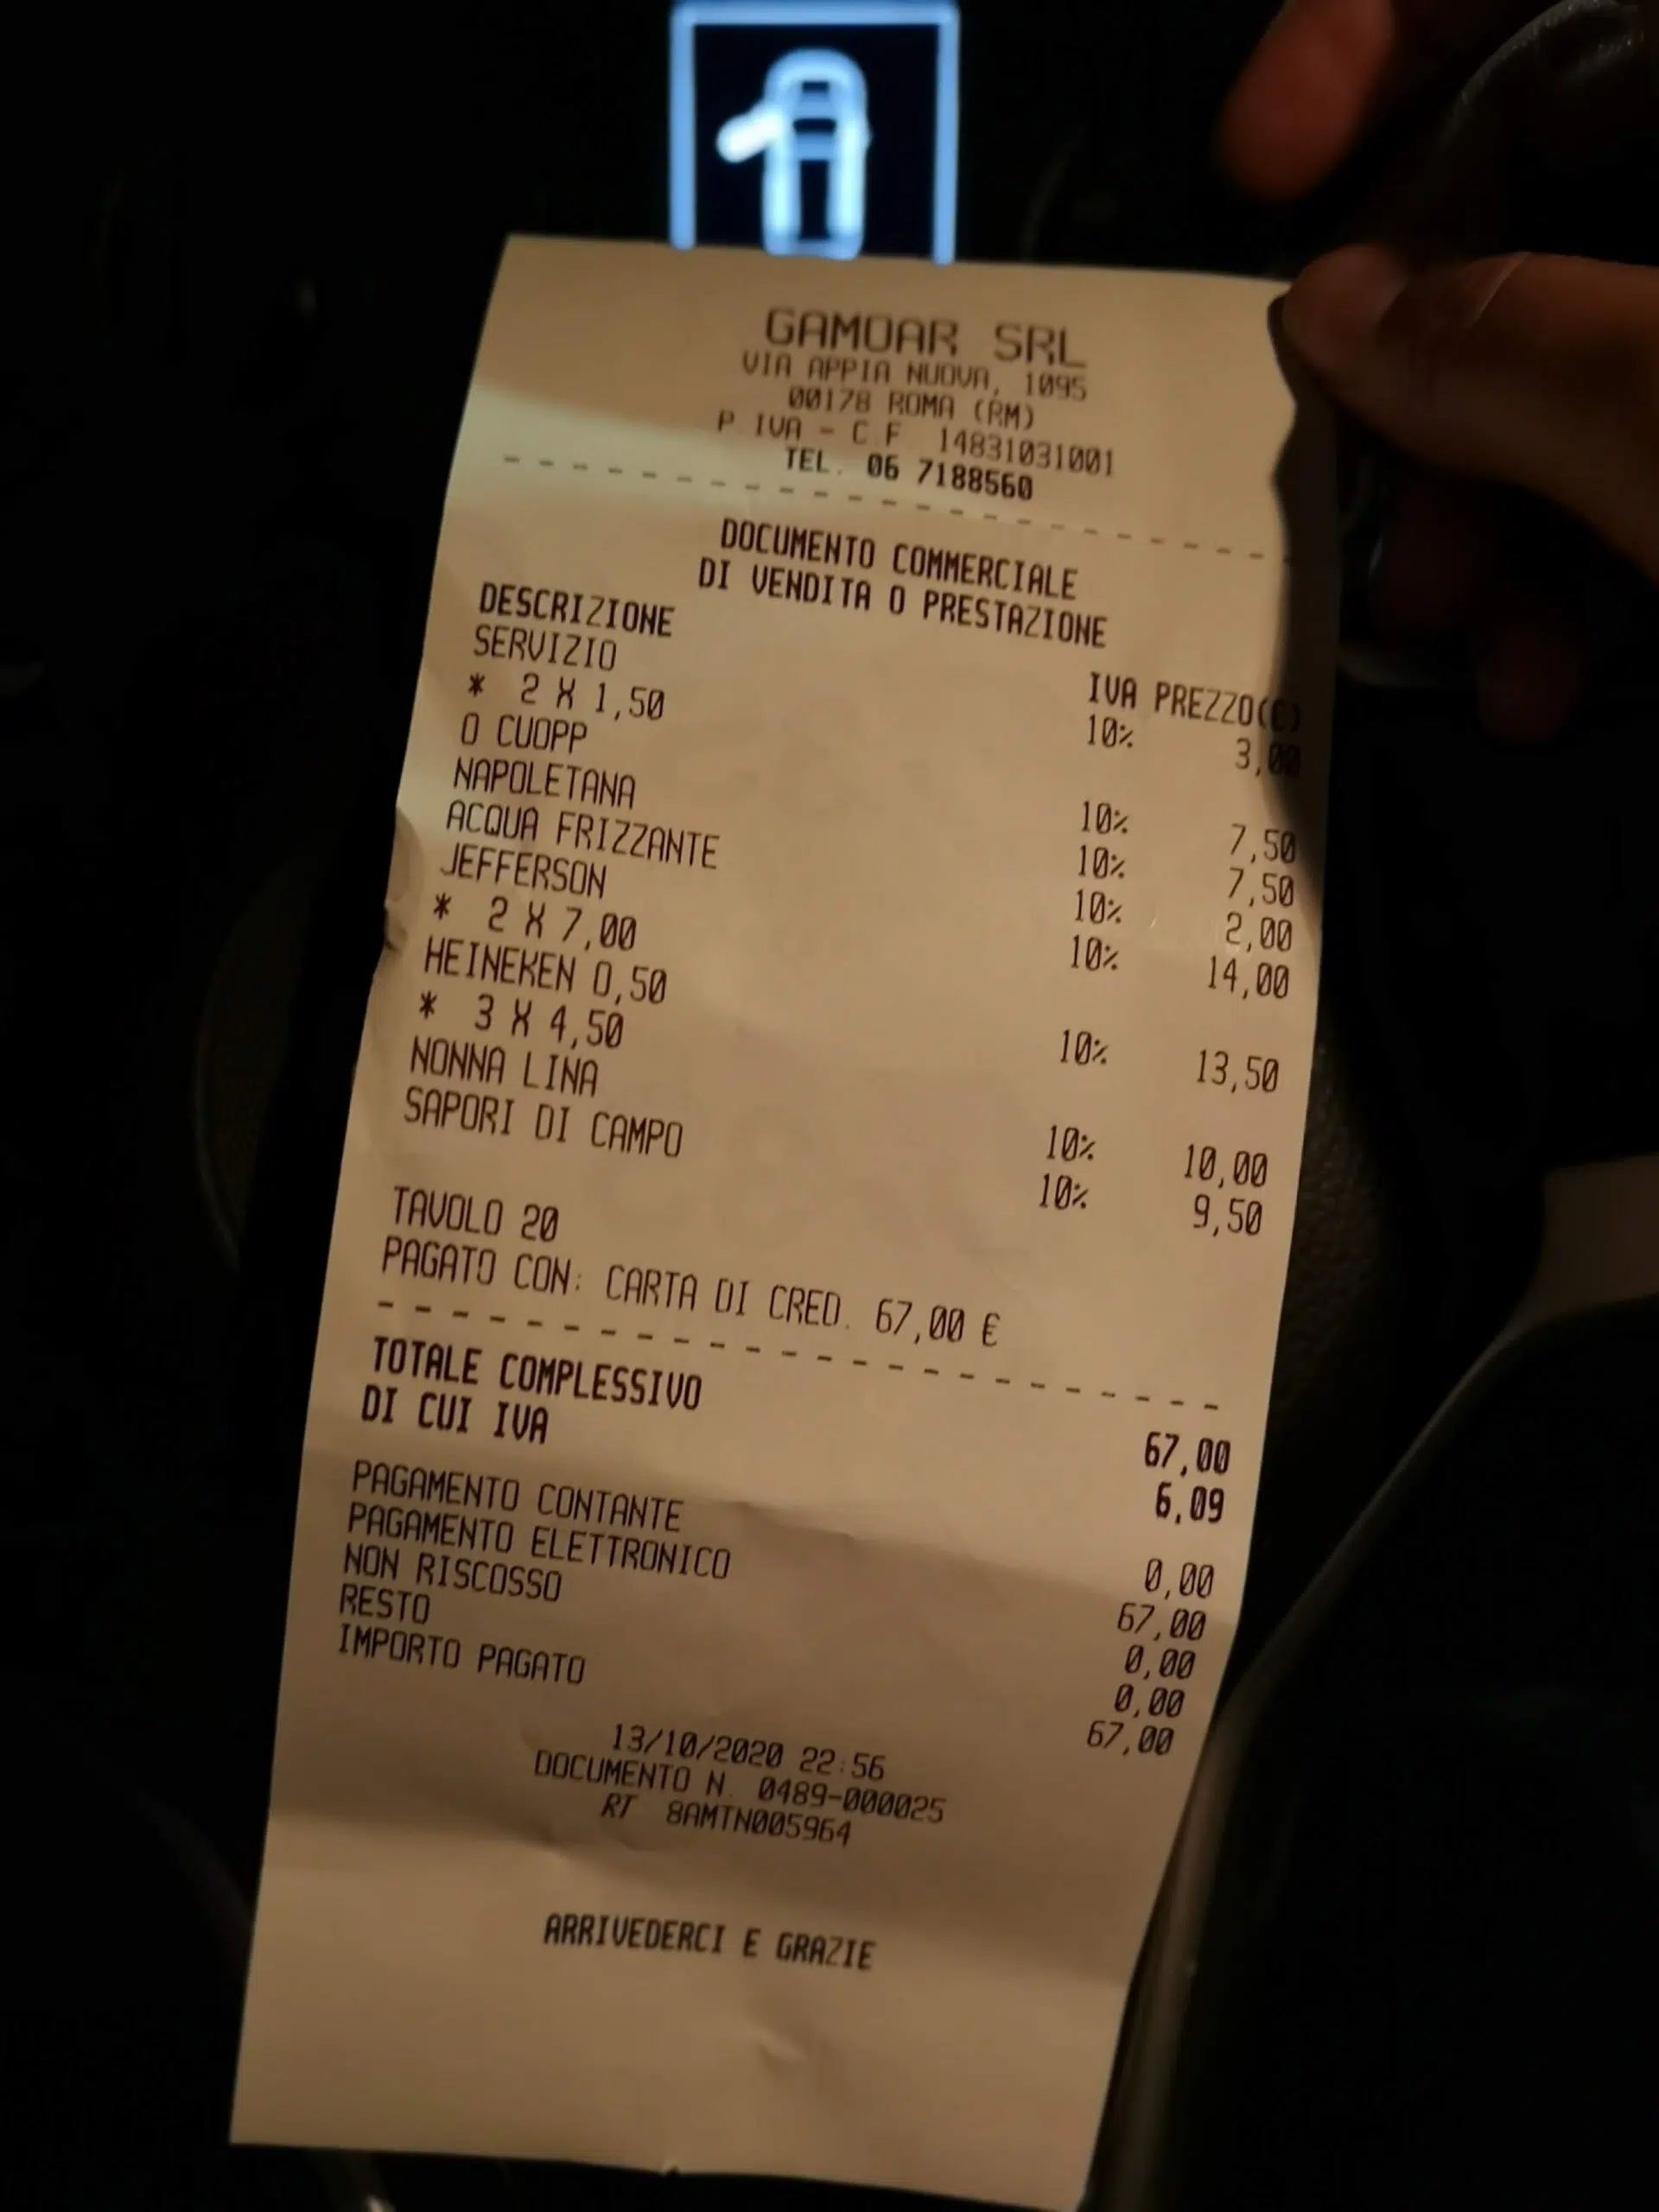 GAMOAR SRL
VIA APPIA NUOVA, 1095
00178 ROMA (RM)
P.IVA - C.F. 14831031001
TEL. 06 7188560
DOCUMENTO COMMERCIALE
DI VENDITA O PRESTAZIONE
DESCRIZIONE IVA PREZZO(€)
SERVIZIO 10% 3,00
* 2 X 1,50
O CUOPP 10% 7,50
NAPOLETANA 10% 7,50
ACQUA FRIZZANTE 10% 2,00
JEFFERSON 10% 14,00
* 2 X 7,00
HEINEKEN 0,50 10% 13,50
* 3 X 4,50
NONNA LINA 10% 10,00
SAPORI DI CAMPO 10% 9,50
TAVOLO 20
PAGATO CON: CARTA DI CRED. 67,00 €
TOTALE COMPLESSIVO 67,00
DI CUI IVA 6,09
PAGAMENTO CONTANTE 0,00
PAGAMENTO ELETTRONICO 67,00
NON RISCOSSO 0,00
RESTO 0,00
IMPORTO PAGATO 67,00
13/10/2020 22:56
DOCUMENTO N. 0489-000025
RT 8AMTN005964
ARRIVEDERCI E GRAZIE